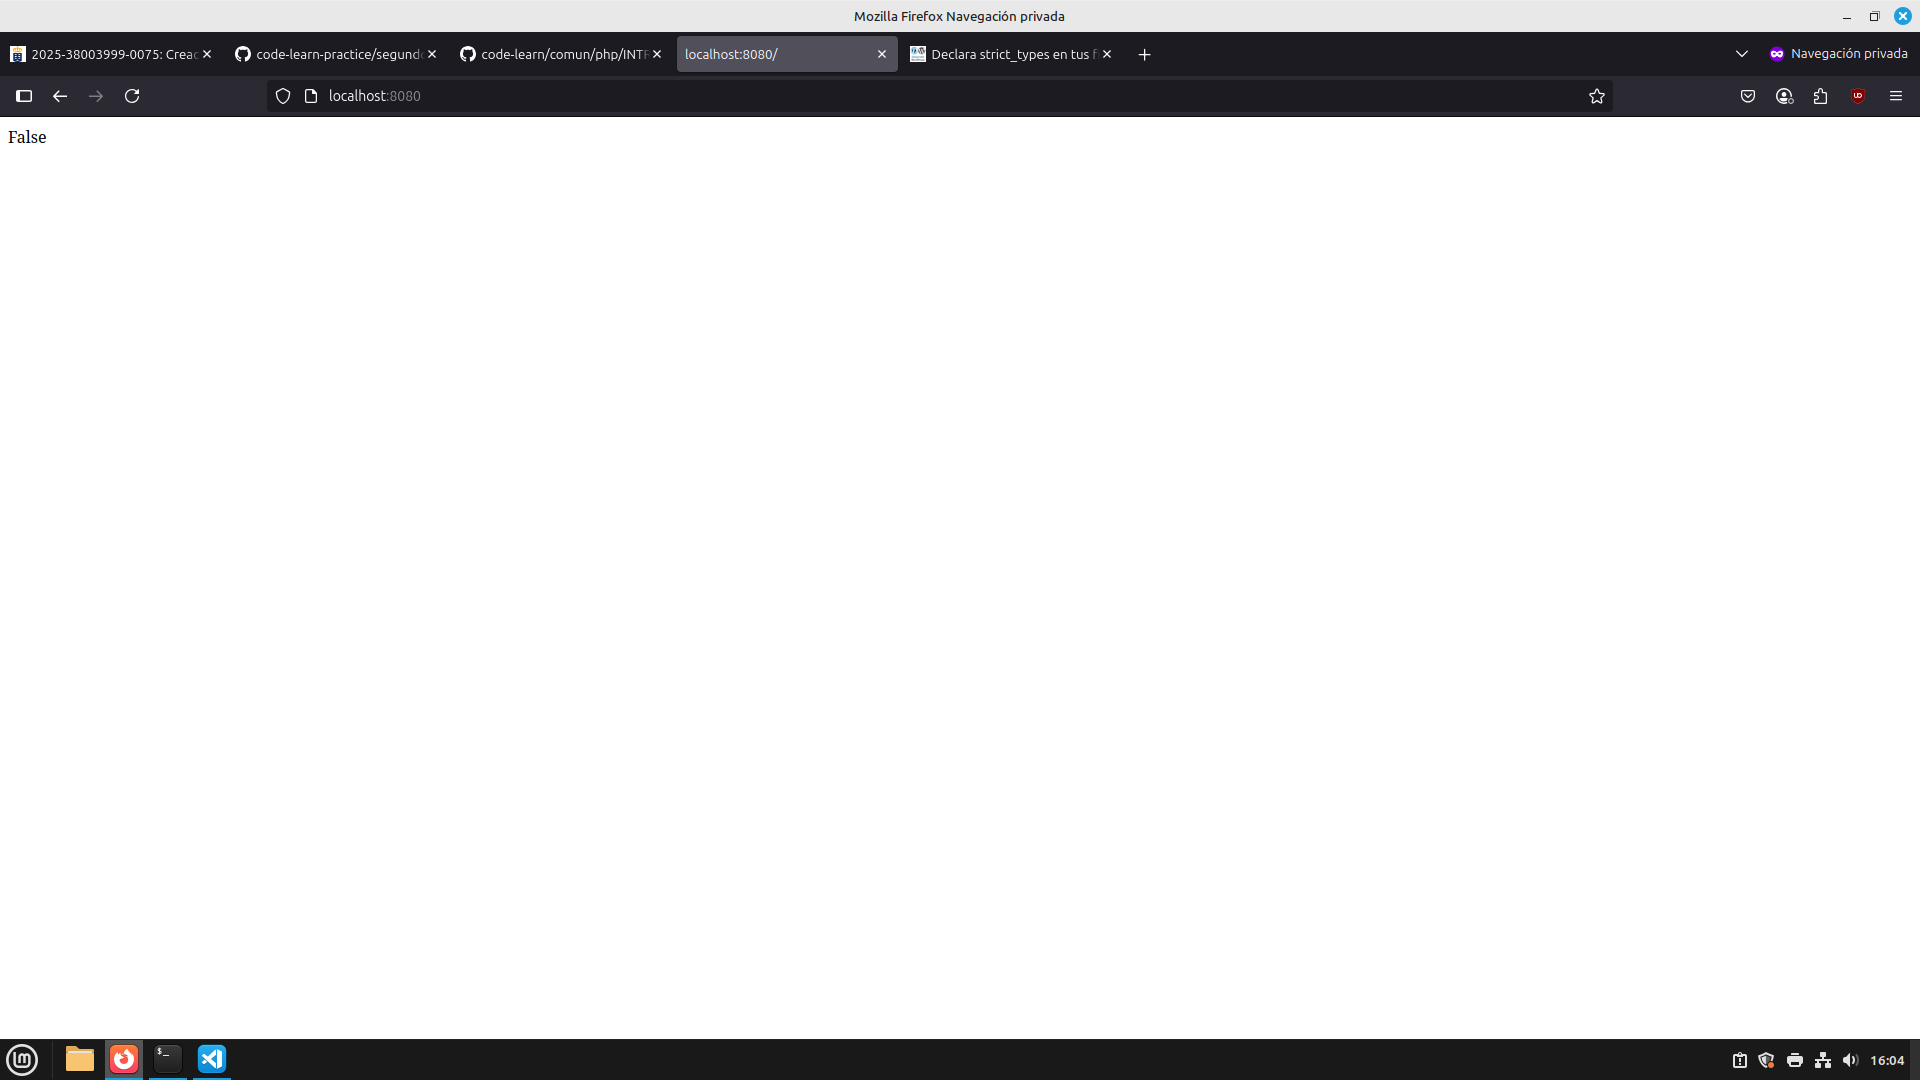 Mozilla Firefox Navegación privada
2025-38003999-0075: Creac
code-learn-practice/segund
code-learn/comun/php/INT
localhost:8080/
Declara strict_types en tus f
Navegación privada
localhost:8080
False
16:04